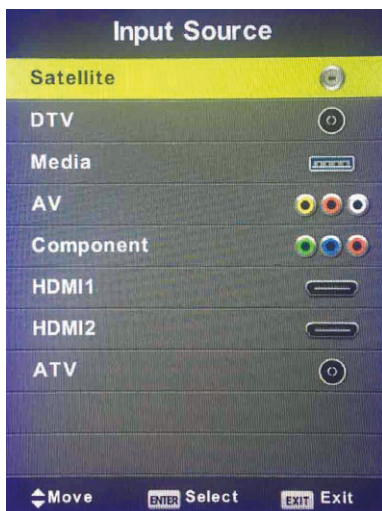 Input Source
Satellite
DTV
Media
AV
Component
HDMI1
HDMI2
ATV
Move ENTER Select EXIT Exit